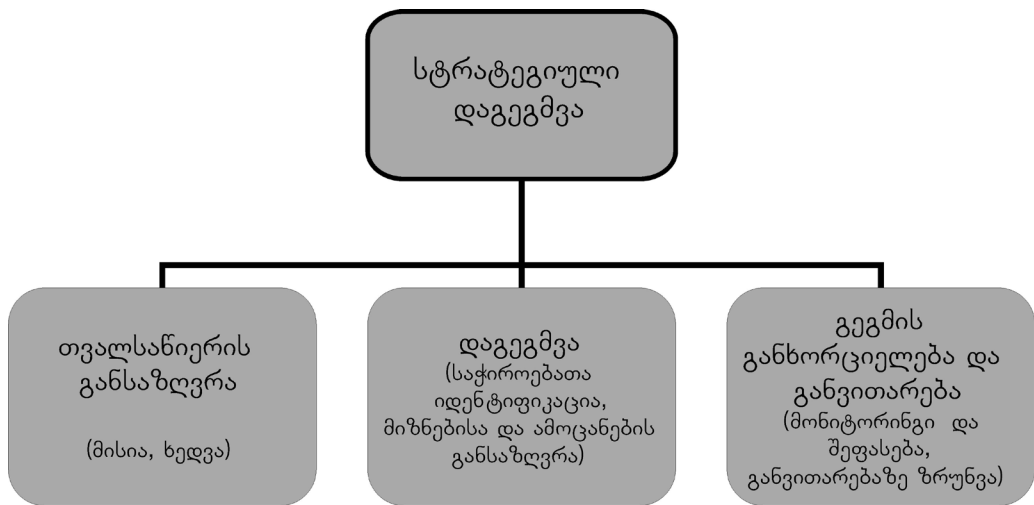 სტრატეგიული
დაგეგმვა
თვალსაწიერის
განსაზღვრა
(მისია, ხედვა)
დაგეგმვა
(საჭიროებათა
იდენტიფიკაცია,
მიზნებისა და ამოცანების
განსაზღვრა)
გეგმის
განხორციელება და
განვითარება
(მონიტორინგი და
შეფასება,
განვითარებაზე ზრუნვა)